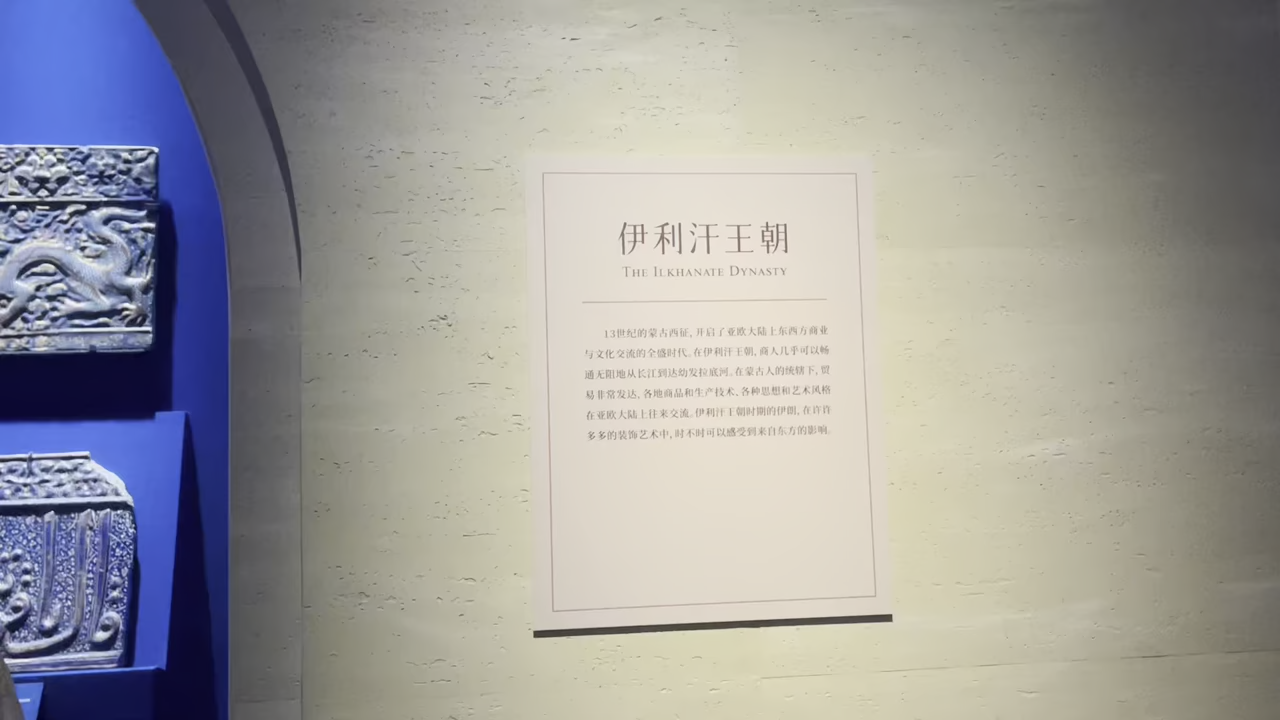 伊利汗王朝
THE ILKHANATE DYNASTY
13世纪的蒙古西征，开启了亚欧大陆上东西方商业
与文化交流的全盛时代。在伊利汗王朝，商人几乎可以畅
通无阻地从长江到达幼发拉底河。在蒙古人的统辖下，贸
易非常发达，各地商品和生产技术、各种思想和艺术风格
在亚欧大陆上往来交流。伊利汗王朝时期的伊朗，在许许
多多的装饰艺术中，时不时可以感受到来自东方的影响。